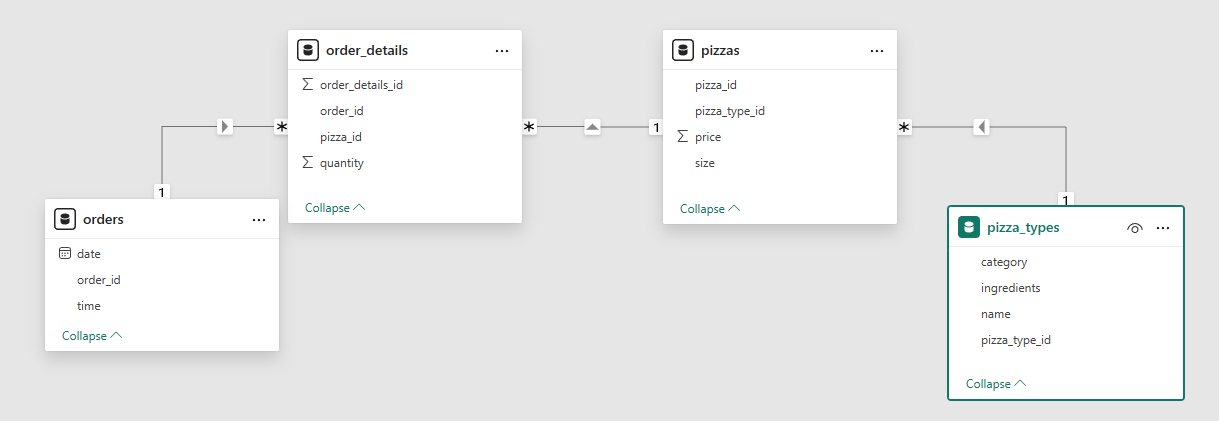 order_details
Σ order_details_id
order_id
pizza_id
Σ quantity
Collapse
pizzas
pizza_id
pizza_type_id
Σ price
size
Collapse
*
*
1
*
1
1
orders
date
order_id
time
Collapse
pizza_types
category
ingredients
name
pizza_type_id
Collapse